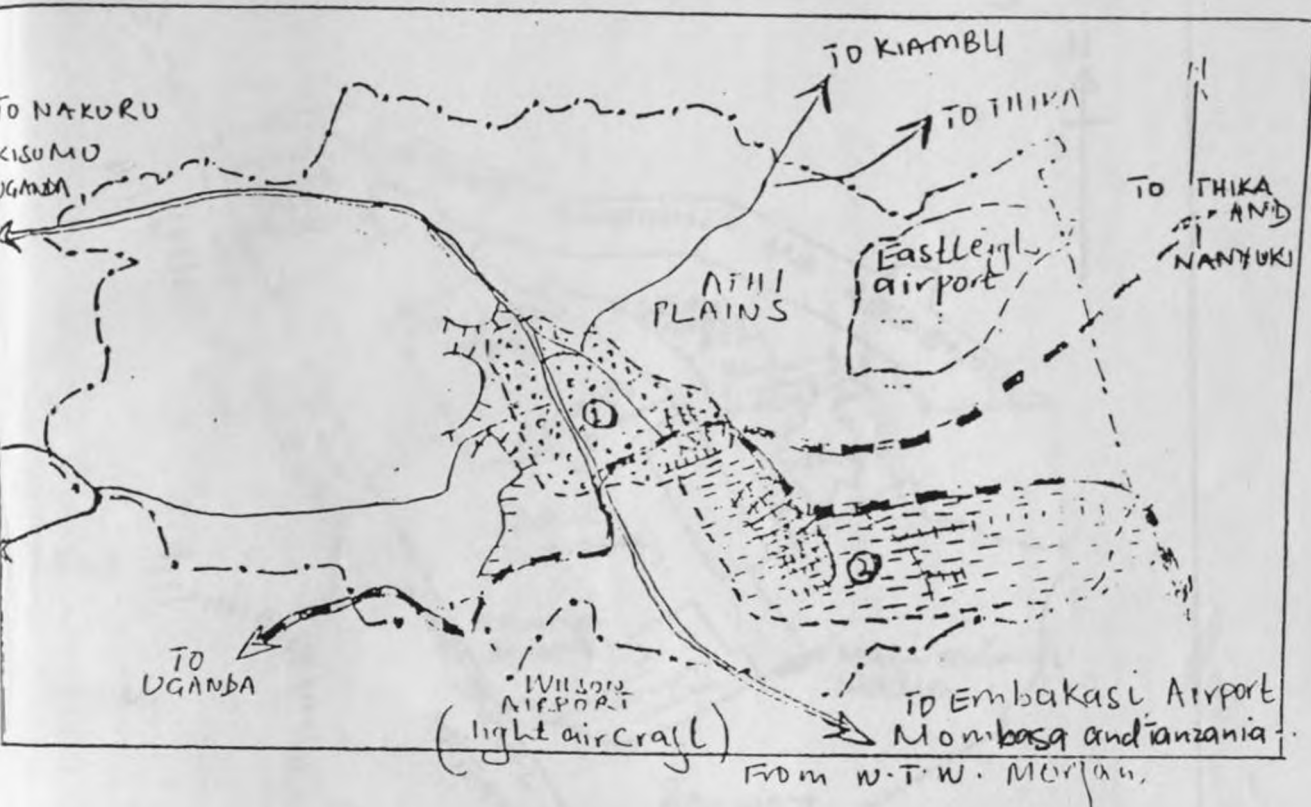 TO KIAMBU
TO NAKURU
KISUMU
UGANDA
TO THIKA
N
TO THIKA
AND
NANYUKI
Eastleigh
airport
ATHI
PLAINS
1
2
TO
UGANDA
WILSON
AIRPORT
(light aircraft)
TO Embakasi Airport
Mombasa and Tanzania.
From W.T.W. Morgan.